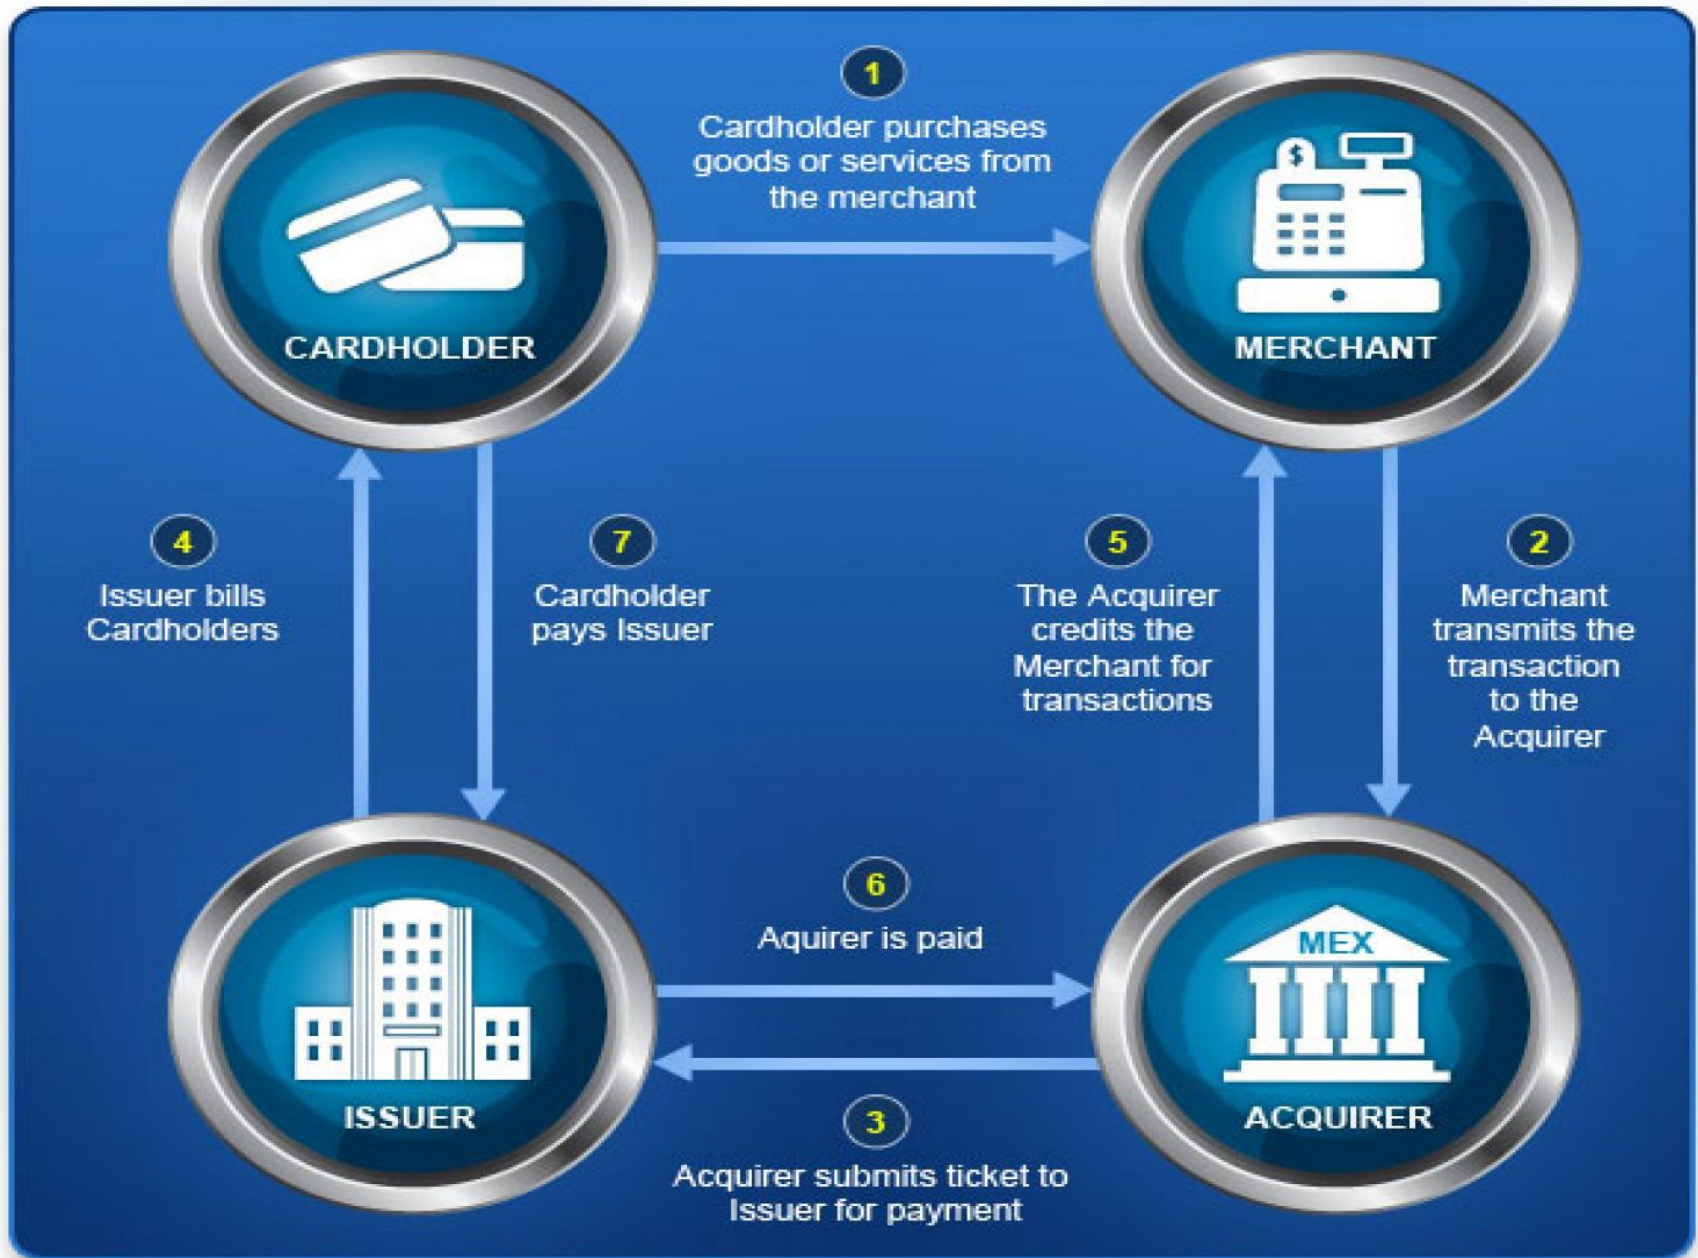 1
Cardholder purchases
goods or services from
the merchant
$
CARDHOLDER
MERCHANT
4
Issuer bills
Cardholders
7
Cardholder
pays Issuer
5
The Acquirer
credits the
Merchant for
transactions
2
Merchant
transmits the
transaction
to the
Acquirer
6
Aquirer is paid
MEX
ISSUER
ACQUIRER
3
Acquirer submits ticket to
Issuer for payment